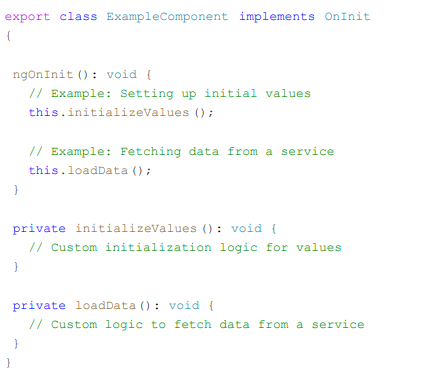 export class ExampleComponent implements OnInit
{
ngOnInit(): void {
// Example: Setting up initial values
this.initializeValues();
// Example: Fetching data from a service
this.loadData();
}
private initializeValues(): void {
// Custom initialization logic for values
}
private loadData(): void {
// Custom logic to fetch data from a service
}
}